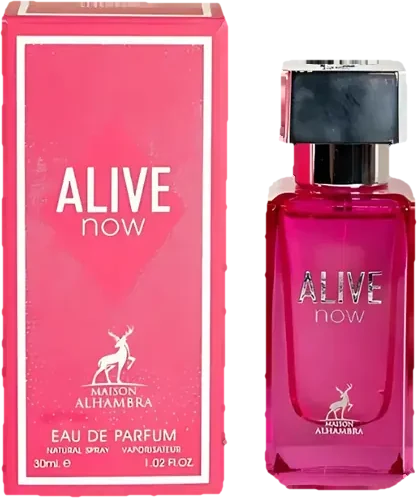 ALIVE
now
MAISON
ALHAMBRA
EAU DE PARFUM
NATURAL SPRAY VAPORISATEUR
30ml. e 1.02 Fl.OZ.
ALIVE
now
MAISON
ALHAMBRA